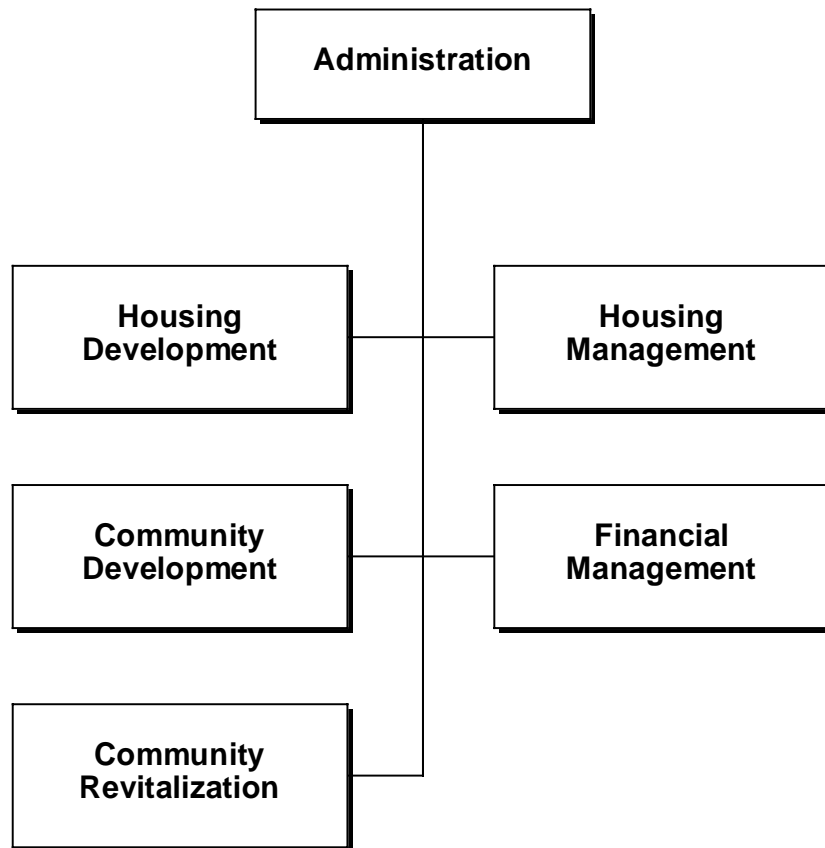 Administration
Housing
Development
Housing
Management
Community
Development
Financial
Management
Community
Revitalization